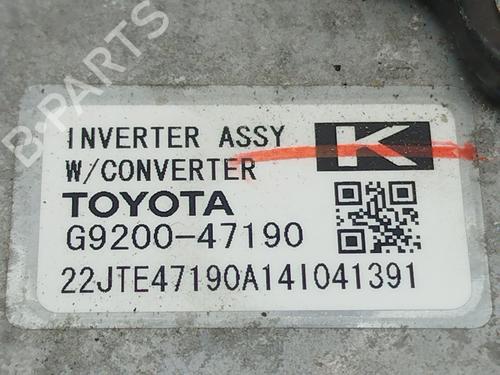 B-PARTS
INVERTER ASSY
W/CONVERTER
K
TOYOTA
G9200-47190
22JTE47190A14I041391